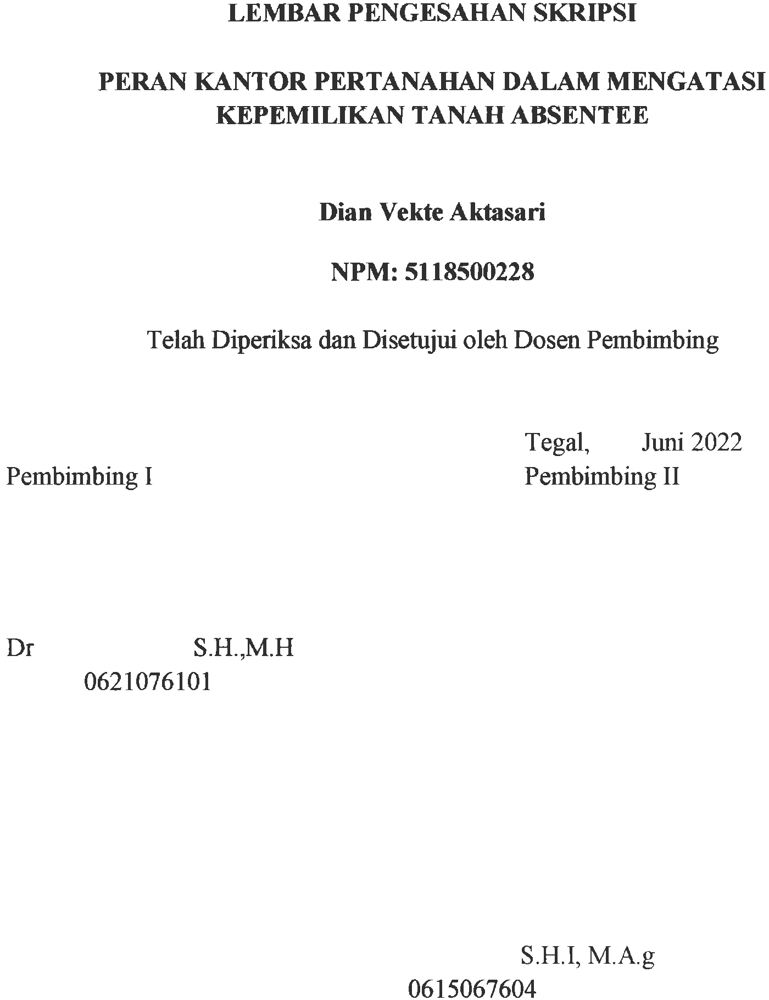 LEMBAR PENGESAHAN SKRIPSI
PERAN KANTOR PERTANAHAN DALAM MENGATASI
KEPEMILIKAN TANAH ABSENTEE
Dian Vekte Aktasari
NPM: 5118500228
Telah Diperiksa dan Disetujui oleh Dosen Pembimbing
Tegal, Juni 2022
Pembimbing I Pembimbing II
Dr S.H.,M.H
0621076101
S.H.I, M.A.g
0615067604